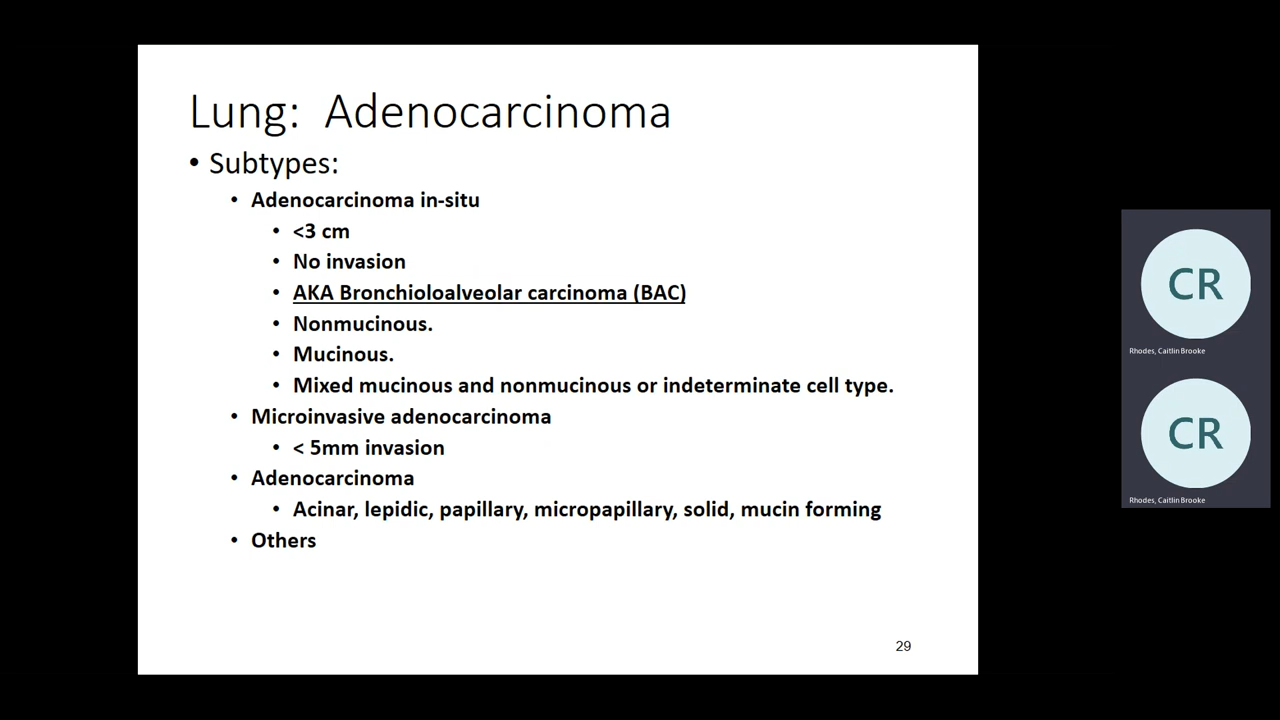 Lung: Adenocarcinoma
• Subtypes:
• Adenocarcinoma in-situ
• <3 cm
• No invasion
• AKA Bronchioloalveolar carcinoma (BAC)
• Nonmucinous.
• Mucinous.
• Mixed mucinous and nonmucinous or indeterminate cell type.
• Microinvasive adenocarcinoma
• < 5mm invasion
• Adenocarcinoma
• Acinar, lepidic, papillary, micropapillary, solid, mucin forming
• Others
29
CR
Rhodes, Caitlin Brooke
CR
Rhodes, Caitlin Brooke